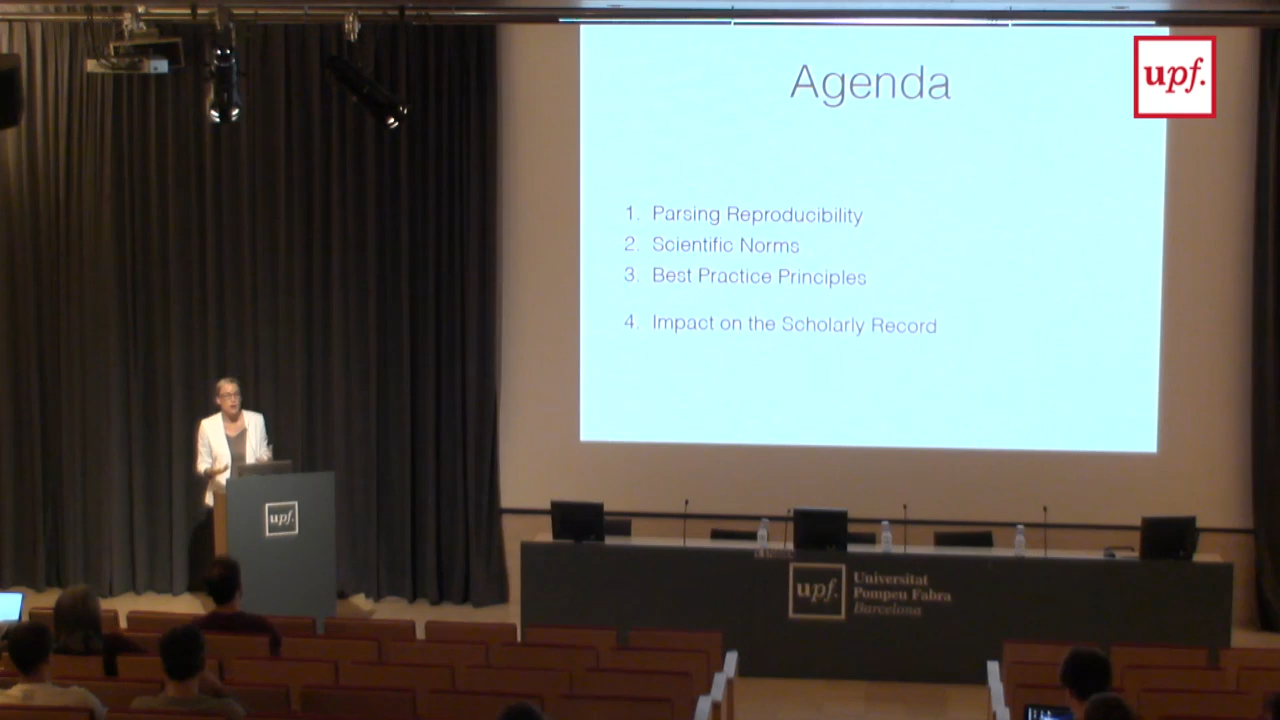 Agenda
upf.
1. Parsing Reproducibility
2. Scientific Norms
3. Best Practice Principles
4. Impact on the Scholarly Record
upf.
upf.
Universitat
Pompeu Fabra
Barcelona